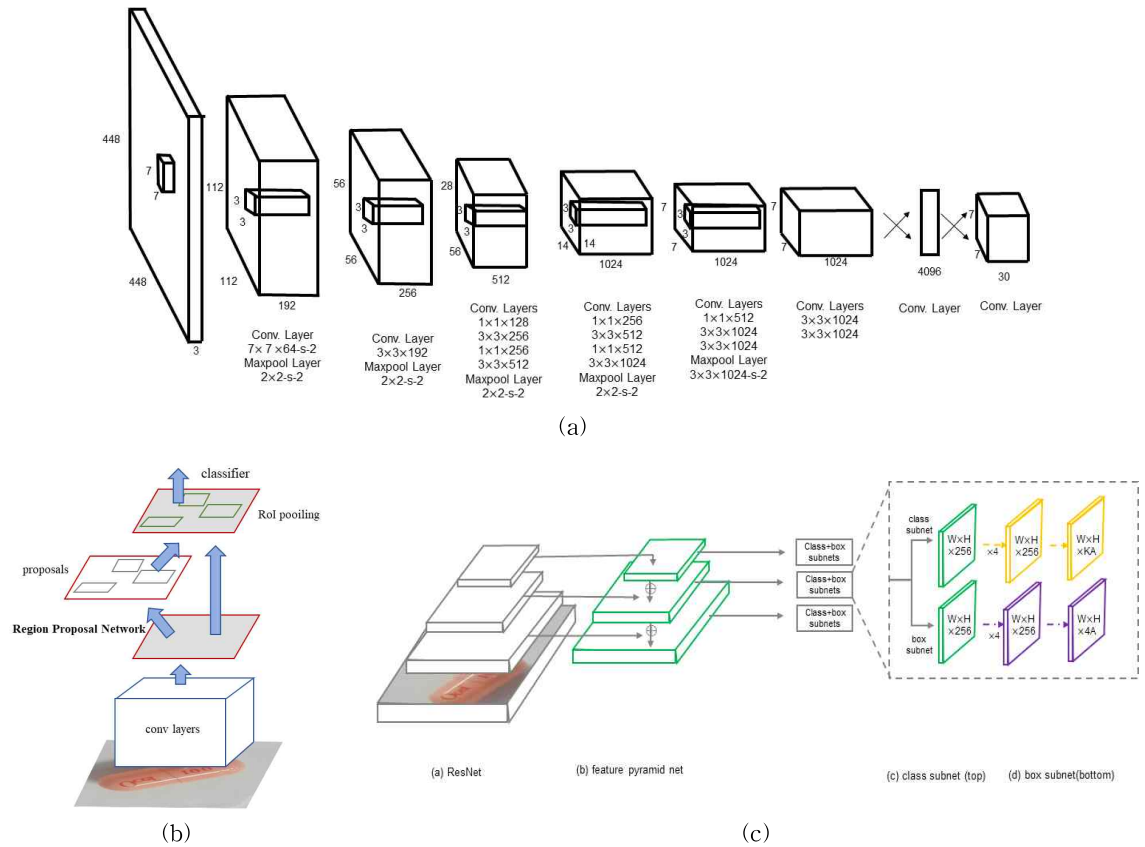 448
7
7
448
3
112
3
3
112
192
Conv. Layer
7×7×64-s-2
Maxpool Layer
2×2-s-2
56
3
3
56
256
Conv. Layer
3×3×192
Maxpool Layer
2×2-s-2
28
3
3
56
512
Conv. Layers
1×1×128
3×3×256
1×1×256
3×3×512
Maxpool Layer
2×2-s-2
3
3
14
14
1024
Conv. Layers
1×1×256
3×3×512
1×1×512
3×3×1024
Maxpool Layer
2×2-s-2
7
3
3
7
1024
Conv. Layers
1×1×512
3×3×1024
3×3×1024
Maxpool Layer
3×3×1024-s-2
7
7
1024
Conv. Layers
3×3×1024
3×3×1024
4096
Conv. Layer
7
7
30
Conv. Layer
(a)
classifier
RoI pooiling
proposals
Region Proposal Network
conv layers
(b)
Class+box
subnets
Class+box
subnets
Class+box
subnets
class
subnet
W×H
×256
×4
W×H
×256
W×H
×KA
box
subnet
W×H
×256
×4
W×H
×256
W×H
×4A
(a) ResNet
(b) feature pyramid net
(c) class subnet (top)
(d) box subnet(bottom)
(c)